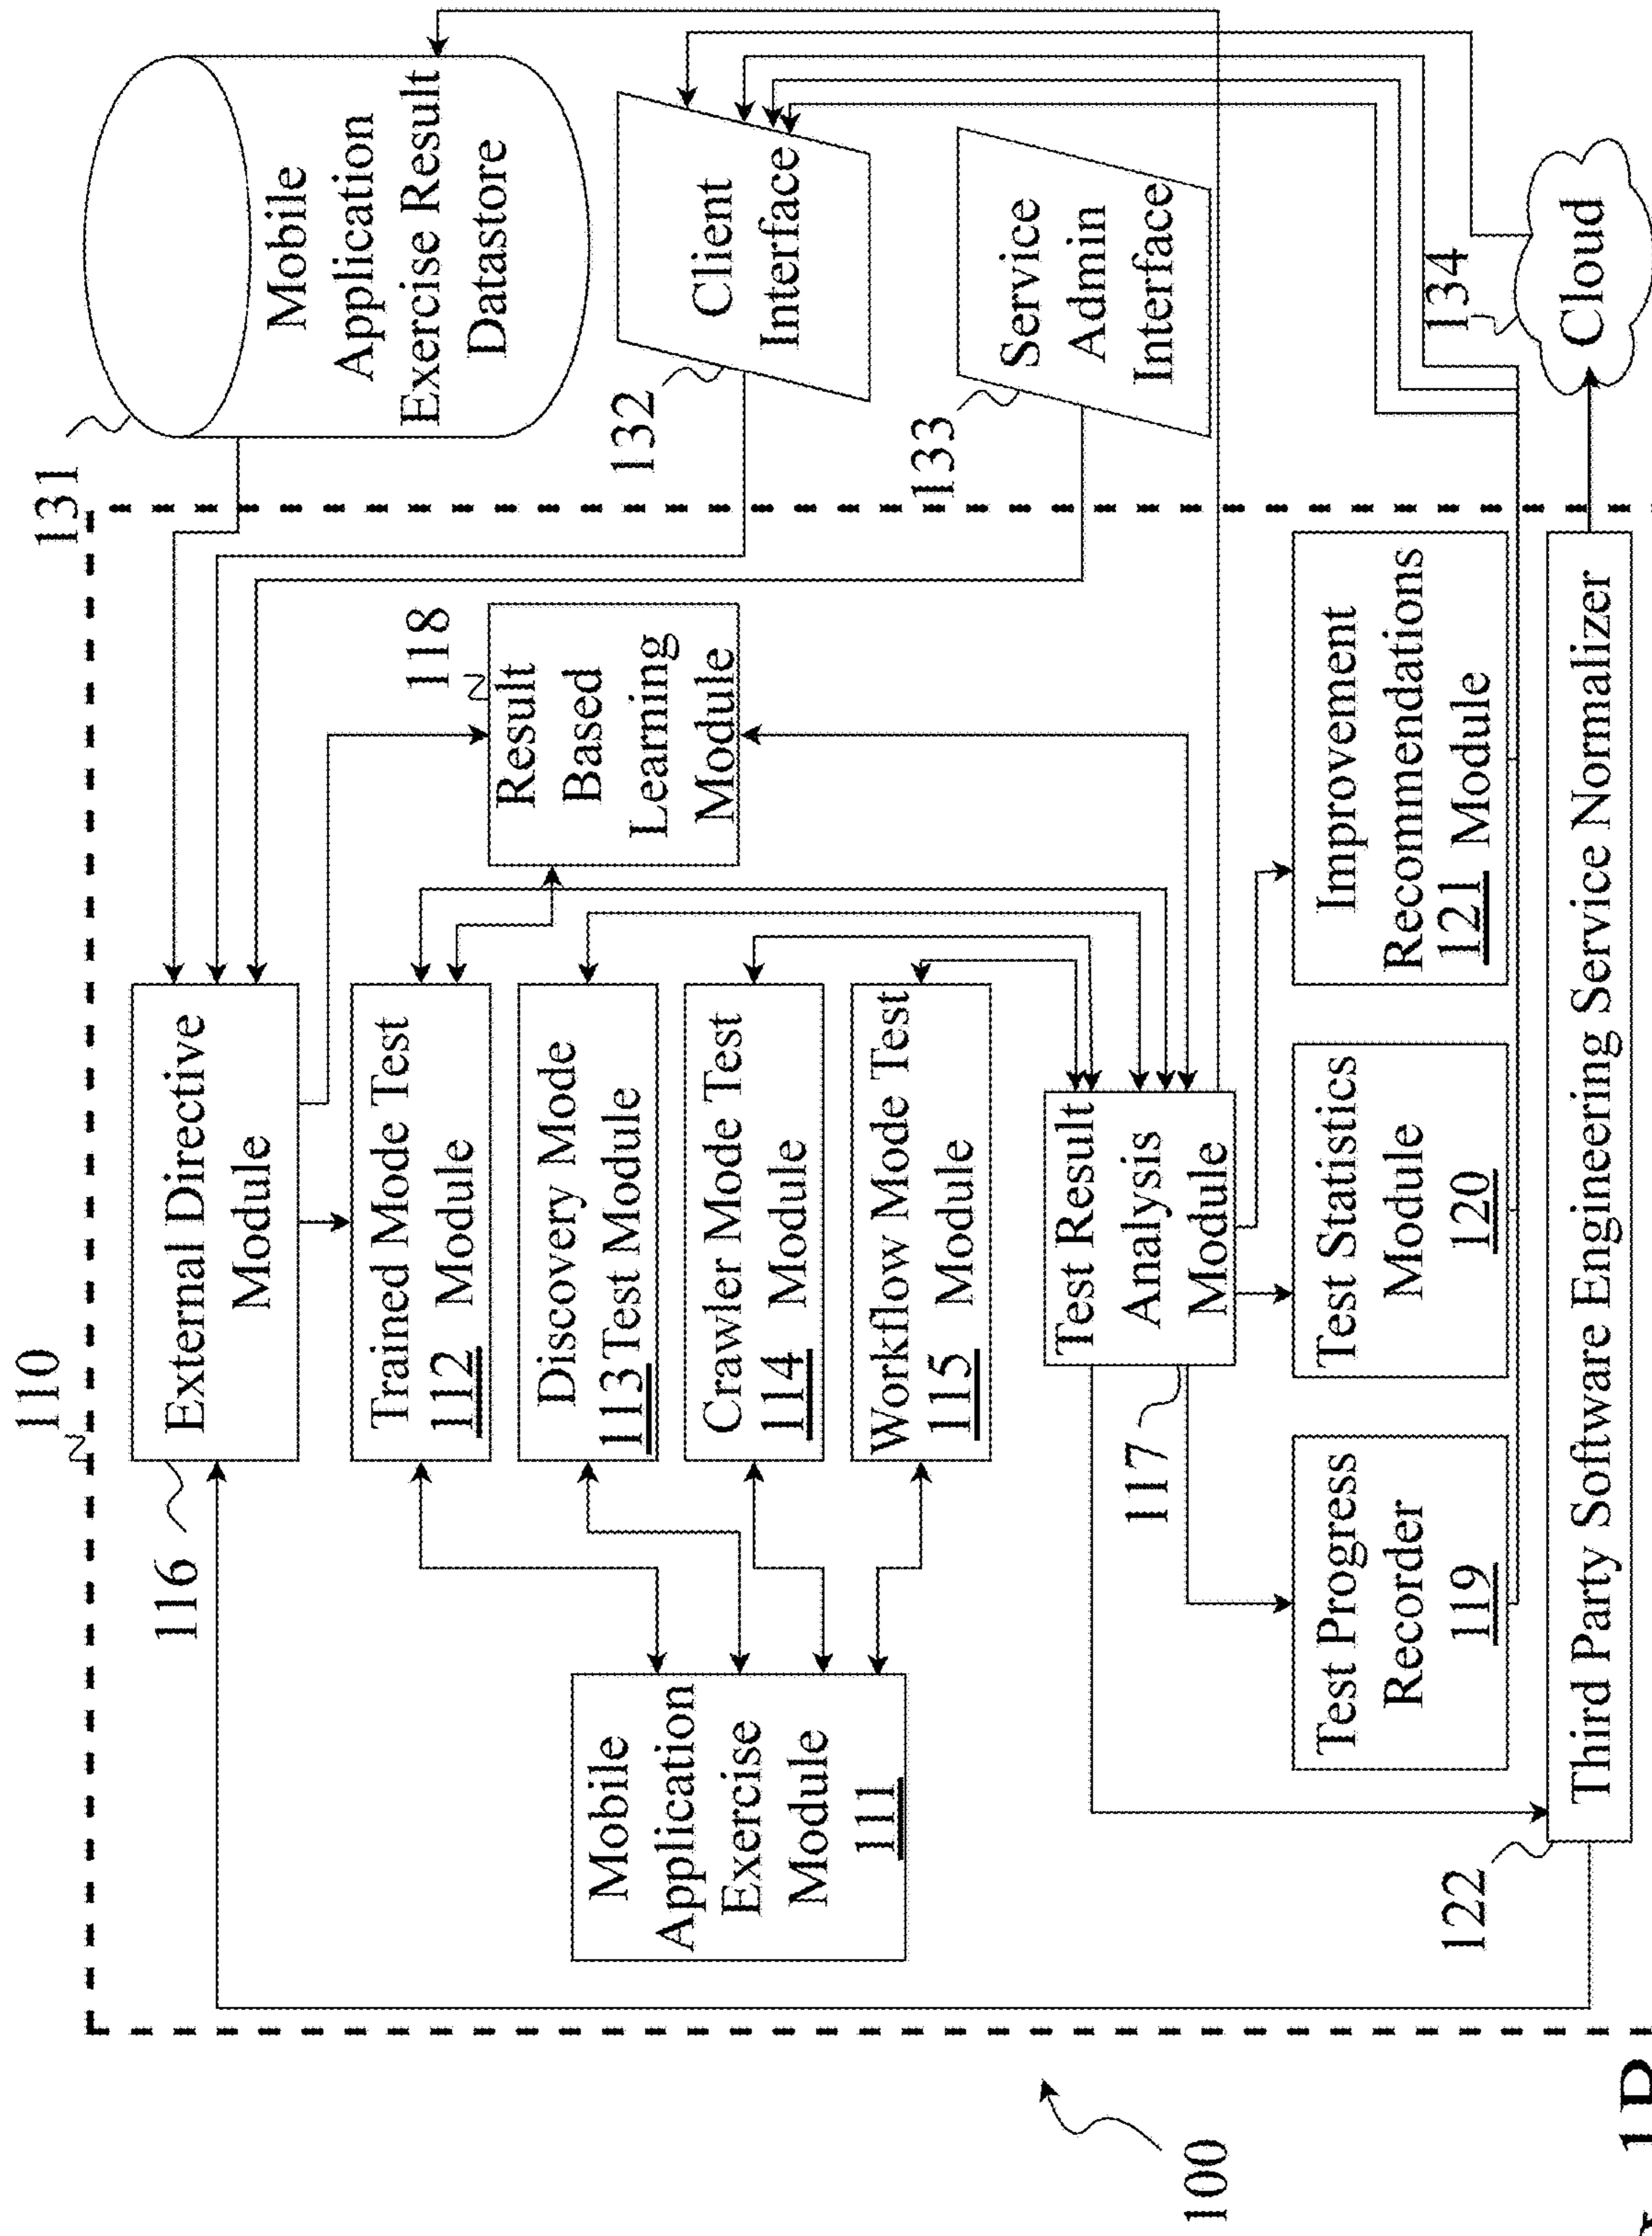 110
131
116
External Directive
Module
Mobile
Application
Exercise Result
Datastore
Trained Mode Test
112 Module
118
Result
Based
Learning
Module
Discovery Mode
113 Test Module
132
Client
Interface
Mobile
Application
Exercise
Module
111
Crawler Mode Test
114 Module
Workflow Mode Test
115 Module
133
Service
Admin
Interface
100
117
Test Result
Analysis
Module
Test Progress
Recorder
119
Test Statistics
Module
120
Improvement
Recommendations
121 Module
134
122
Third Party Software Engineering Service Normalizer
Cloud